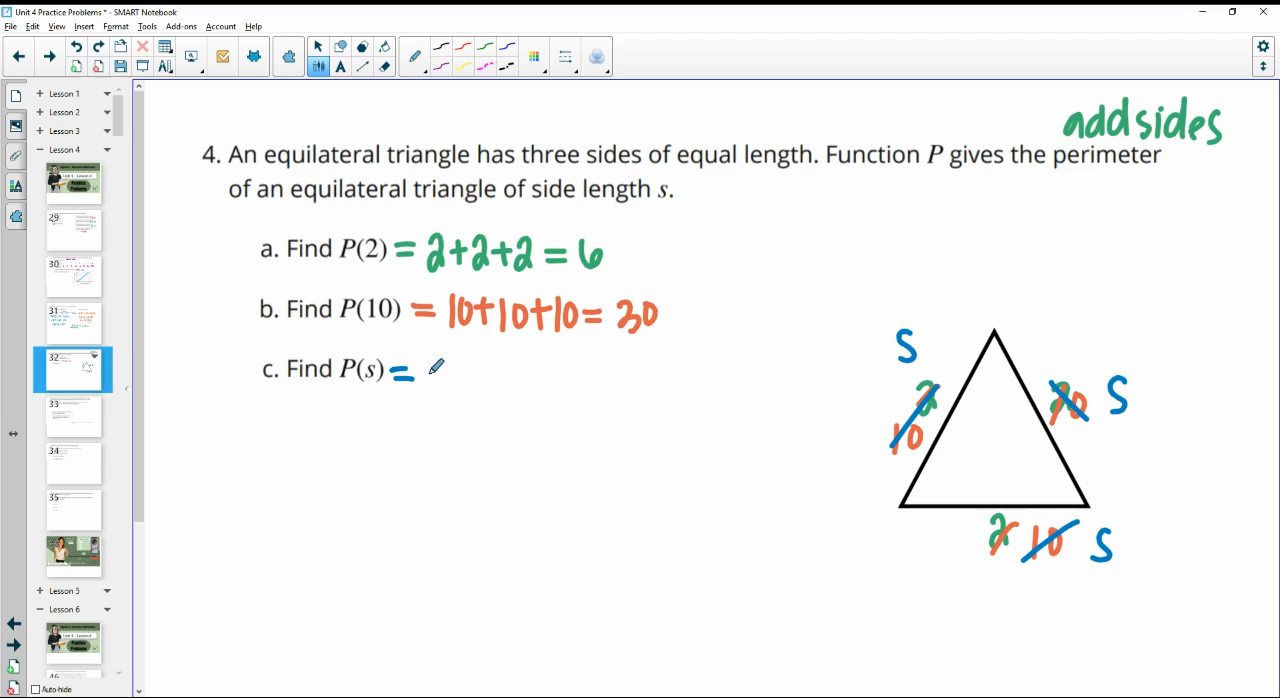 Unit 4 Practice Problems * - SMART Notebook
File Edit View Insert Format Tools Add-ons Account Help
Lesson 1
Lesson 2
Lesson 3
Lesson 4
29
30
31
32
33
34
35
Lesson 5
Lesson 6
Practice
Problems
Auto-hide
add sides
4. An equilateral triangle has three sides of equal length. Function P gives the perimeter
of an equilateral triangle of side length s.
a. Find P(2) = 2+2+2 = 6
b. Find P(10) = 10+10+10 = 30
c. Find P(s) =
S
2
10
2 10 S
2 10 S